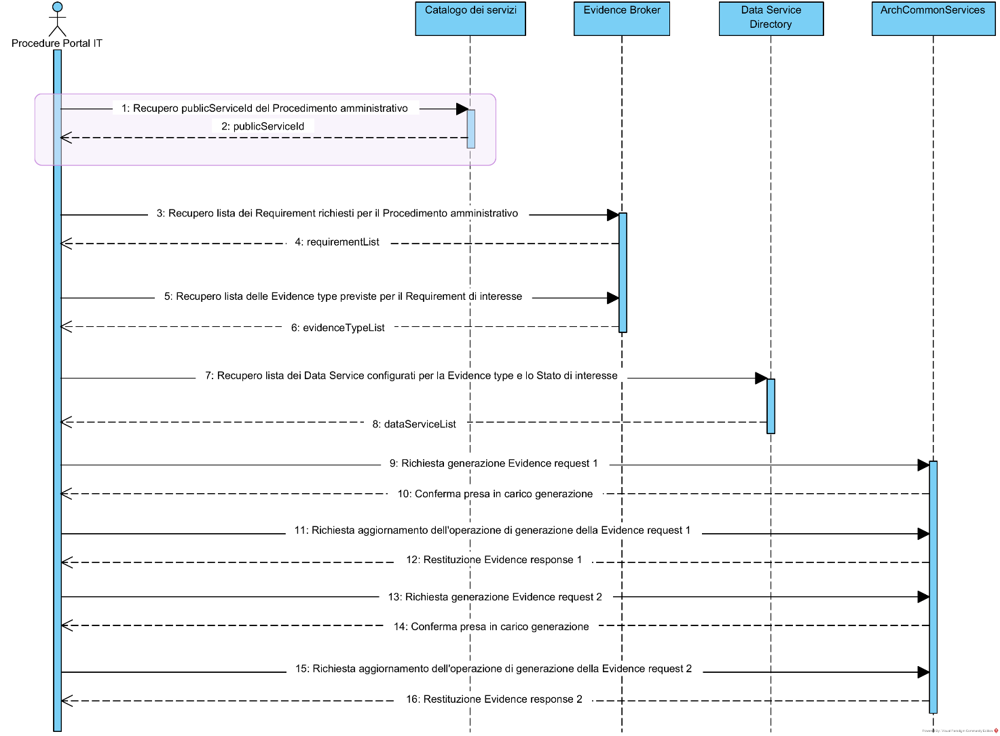 Procedure Portal IT
Catalogo dei servizi
Evidence Broker
Data Service
Directory
ArchCommonServices
1: Recupero publicServiceId del Procedimento amministrativo
2: publicServiceId
3: Recupero lista dei Requirement richiesti per il Procedimento amministrativo
4: requirementList
5: Recupero lista delle Evidence type previste per il Requirement di interesse
6: evidenceTypeList
7: Recupero lista dei Data Service configurati per la Evidence type e lo Stato di interesse
8: dataServiceList
9: Richiesta generazione Evidence request 1
10: Conferma presa in carico generazione
11: Richiesta aggiornamento dell'operazione di generazione della Evidence request 1
12: Restituzione Evidence response 1
13: Richiesta generazione Evidence request 2
14: Conferma presa in carico generazione
15: Richiesta aggiornamento dell'operazione di generazione della Evidence request 2
16: Restituzione Evidence response 2
Powered By: Visual Paradigm Community Edition